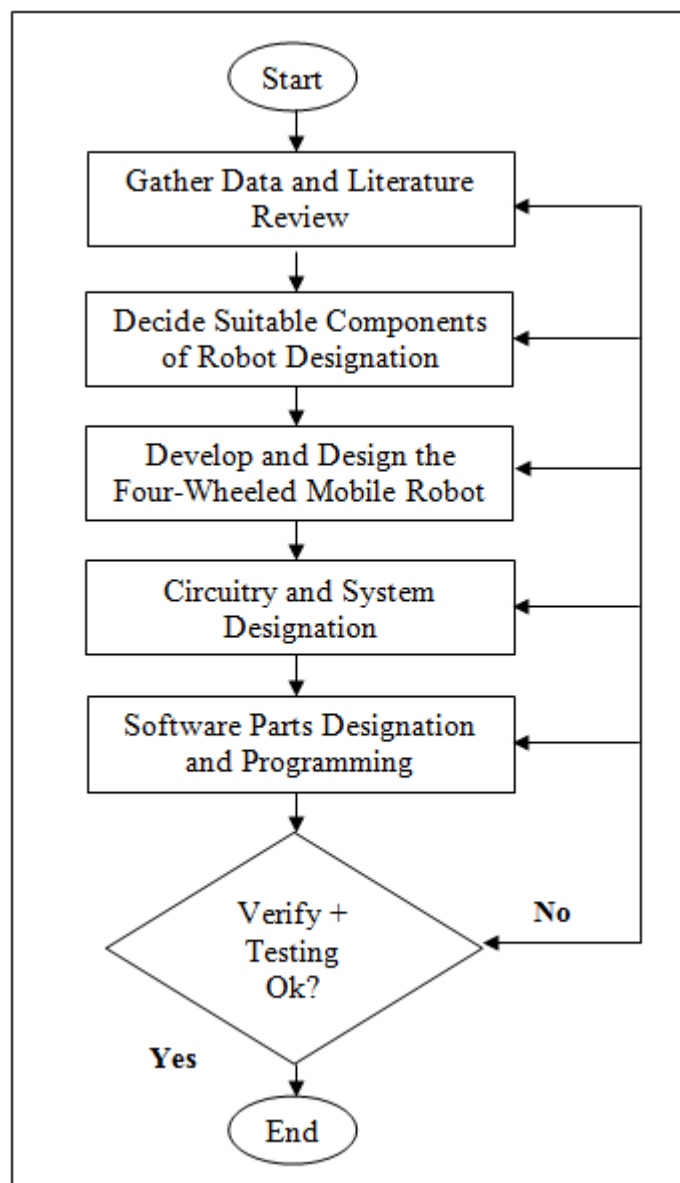 Start
Gather Data and Literature
Review
Decide Suitable Components
of Robot Designation
Develop and Design the
Four-Wheeled Mobile Robot
Circuitry and System
Designation
Software Parts Designation
and Programming
Verify +
Testing
Ok?
No
Yes
End